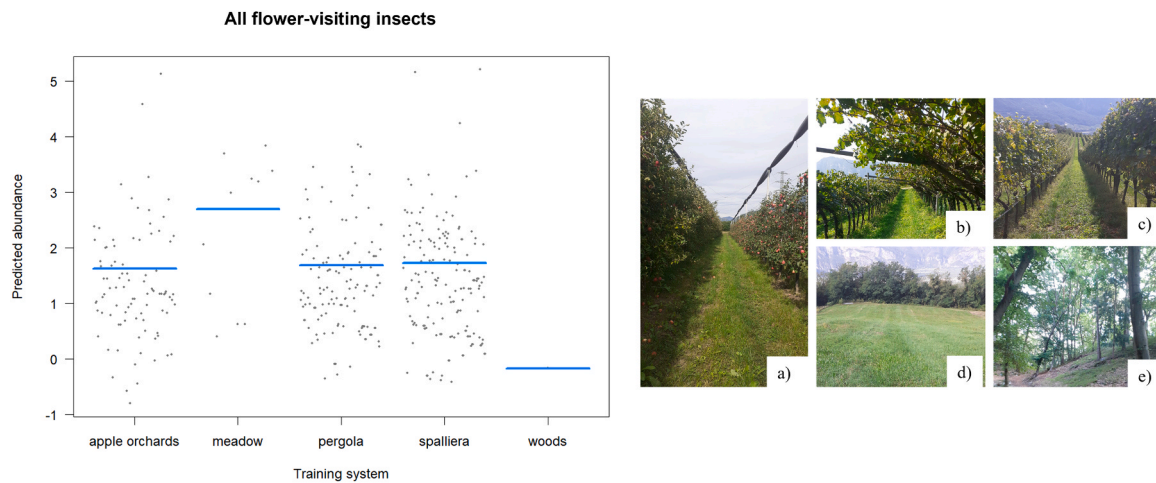 All flower-visiting insects
Predicted abundance
5
4
3
2
1
0
-1
apple orchards meadow pergola spalliera woods
Training system
a)
b)
c)
d)
e)